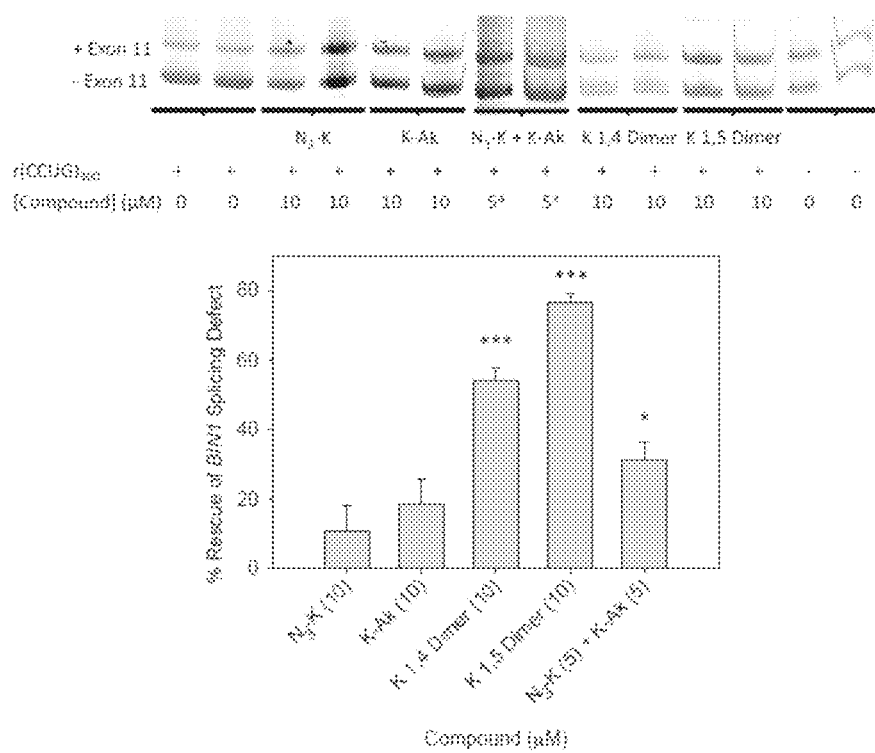 + Exon 11
- Exon 11
N₃-K K-Ak N₃-K + K-Ak K 1,4 Dimer K 1,5 Dimer
+ + + + + + + + + + + + - -
[Compound] (μM) 0 0 10 10 10 10 5* 5* 10 10 10 10 0 0
% Rescue of BIN1 Splicing Defect
80
60
40
20
0
***
***
*
N₃-K (10)
K-Ak (10)
K 1,4 Dimer (10)
K 1,5 Dimer (10)
N₃-K (5) + K-Ak (5)
Compound (μM)